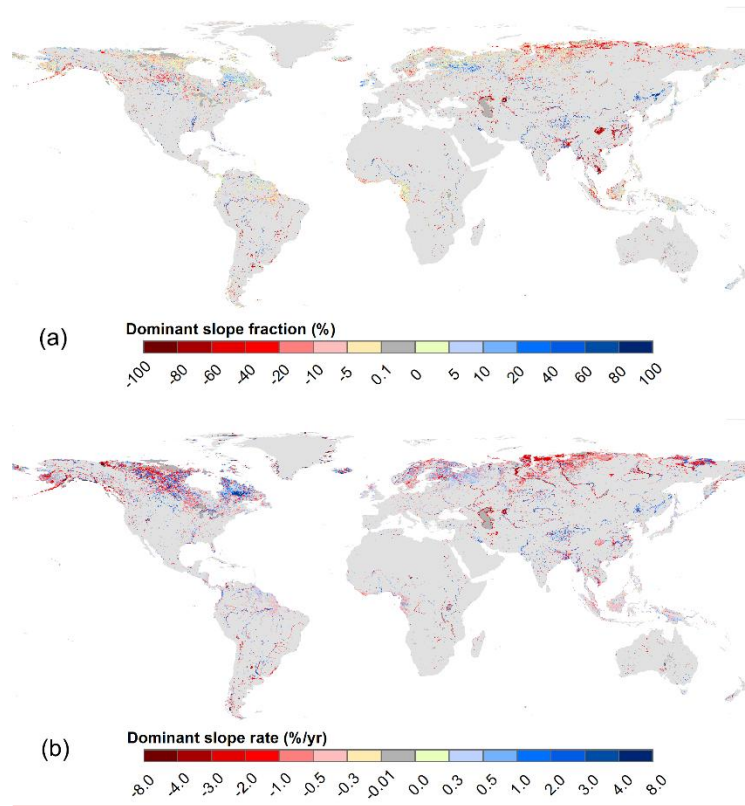 (a)
Dominant slope fraction (%)
-100 -80 -60 -40 -20 -10 -5 0.1 0 5 10 20 40 60 80 100
(b)
Dominant slope rate (%/yr)
-8.0 -4.0 -3.0 -2.0 -1.0 -0.5 -0.3 -0.01 0.0 0.3 0.5 1.0 2.0 3.0 4.0 8.0